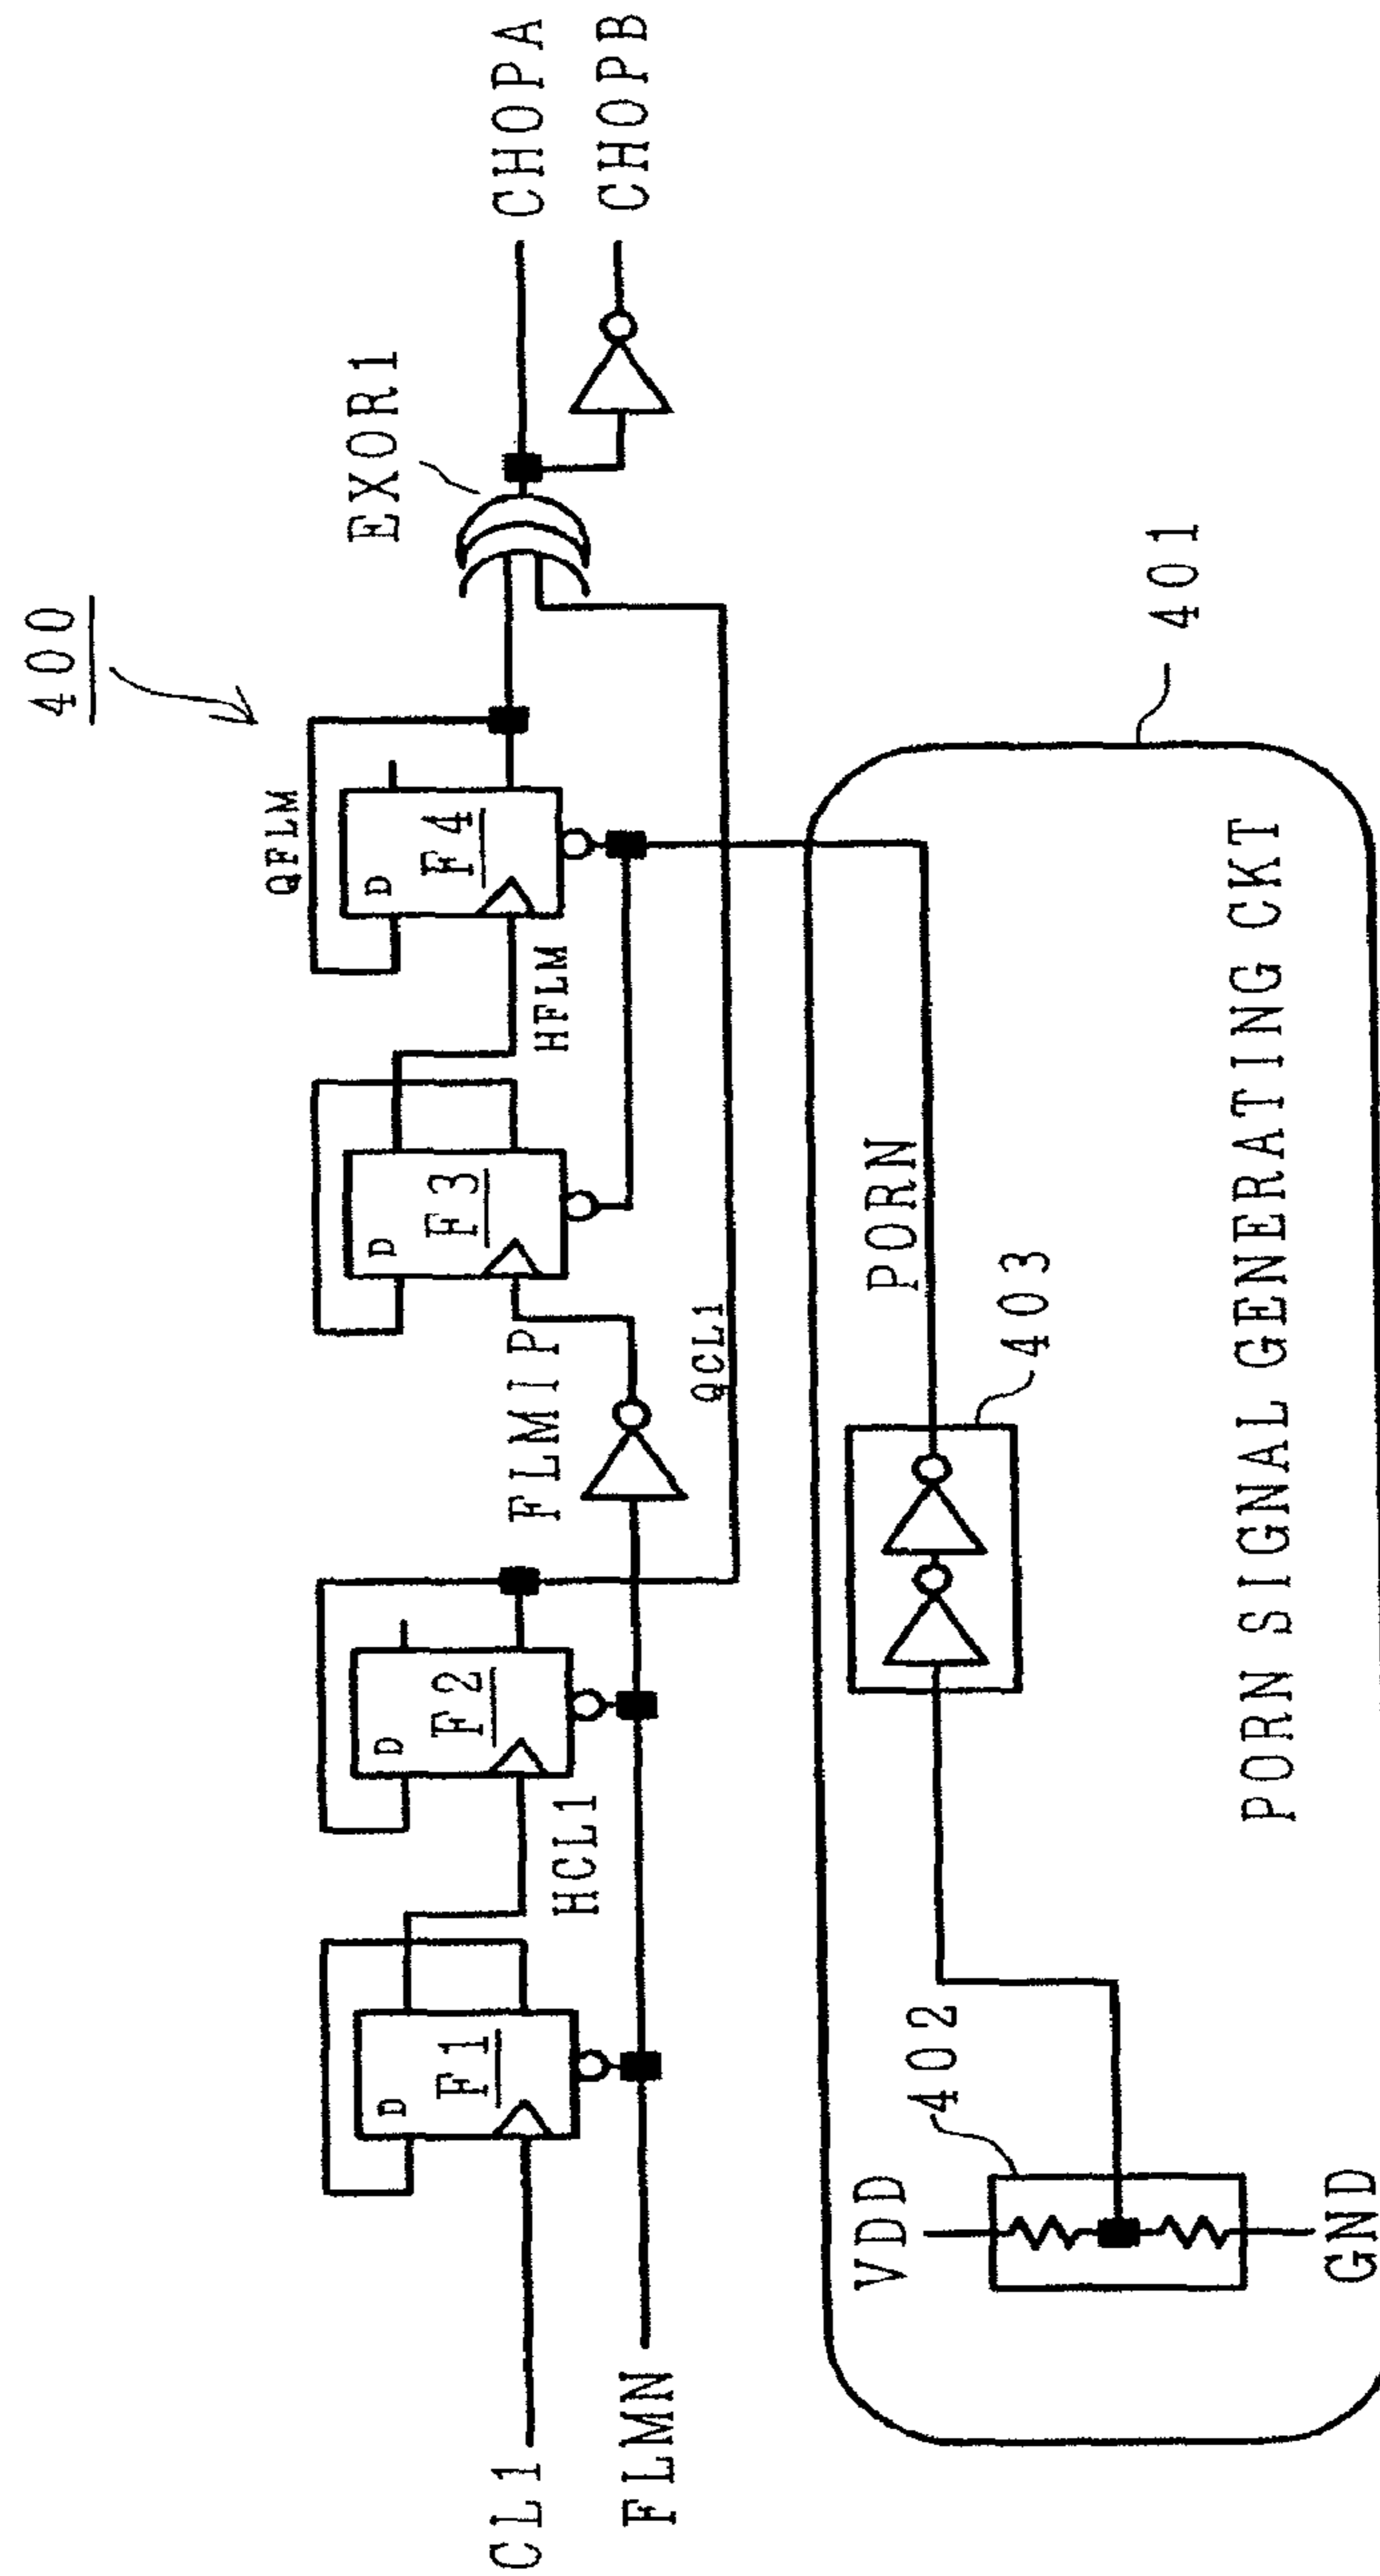 400
EXOR1
CHOPA
CHOPB
QFLM
D
F1
D
F2
D
F3
D
F4
HCL1
FLMIP
HFLM
QCL1
CL1
FLMN
PORN
401
402
403
VDD
GND
PORN SIGNAL GENERATING CKT